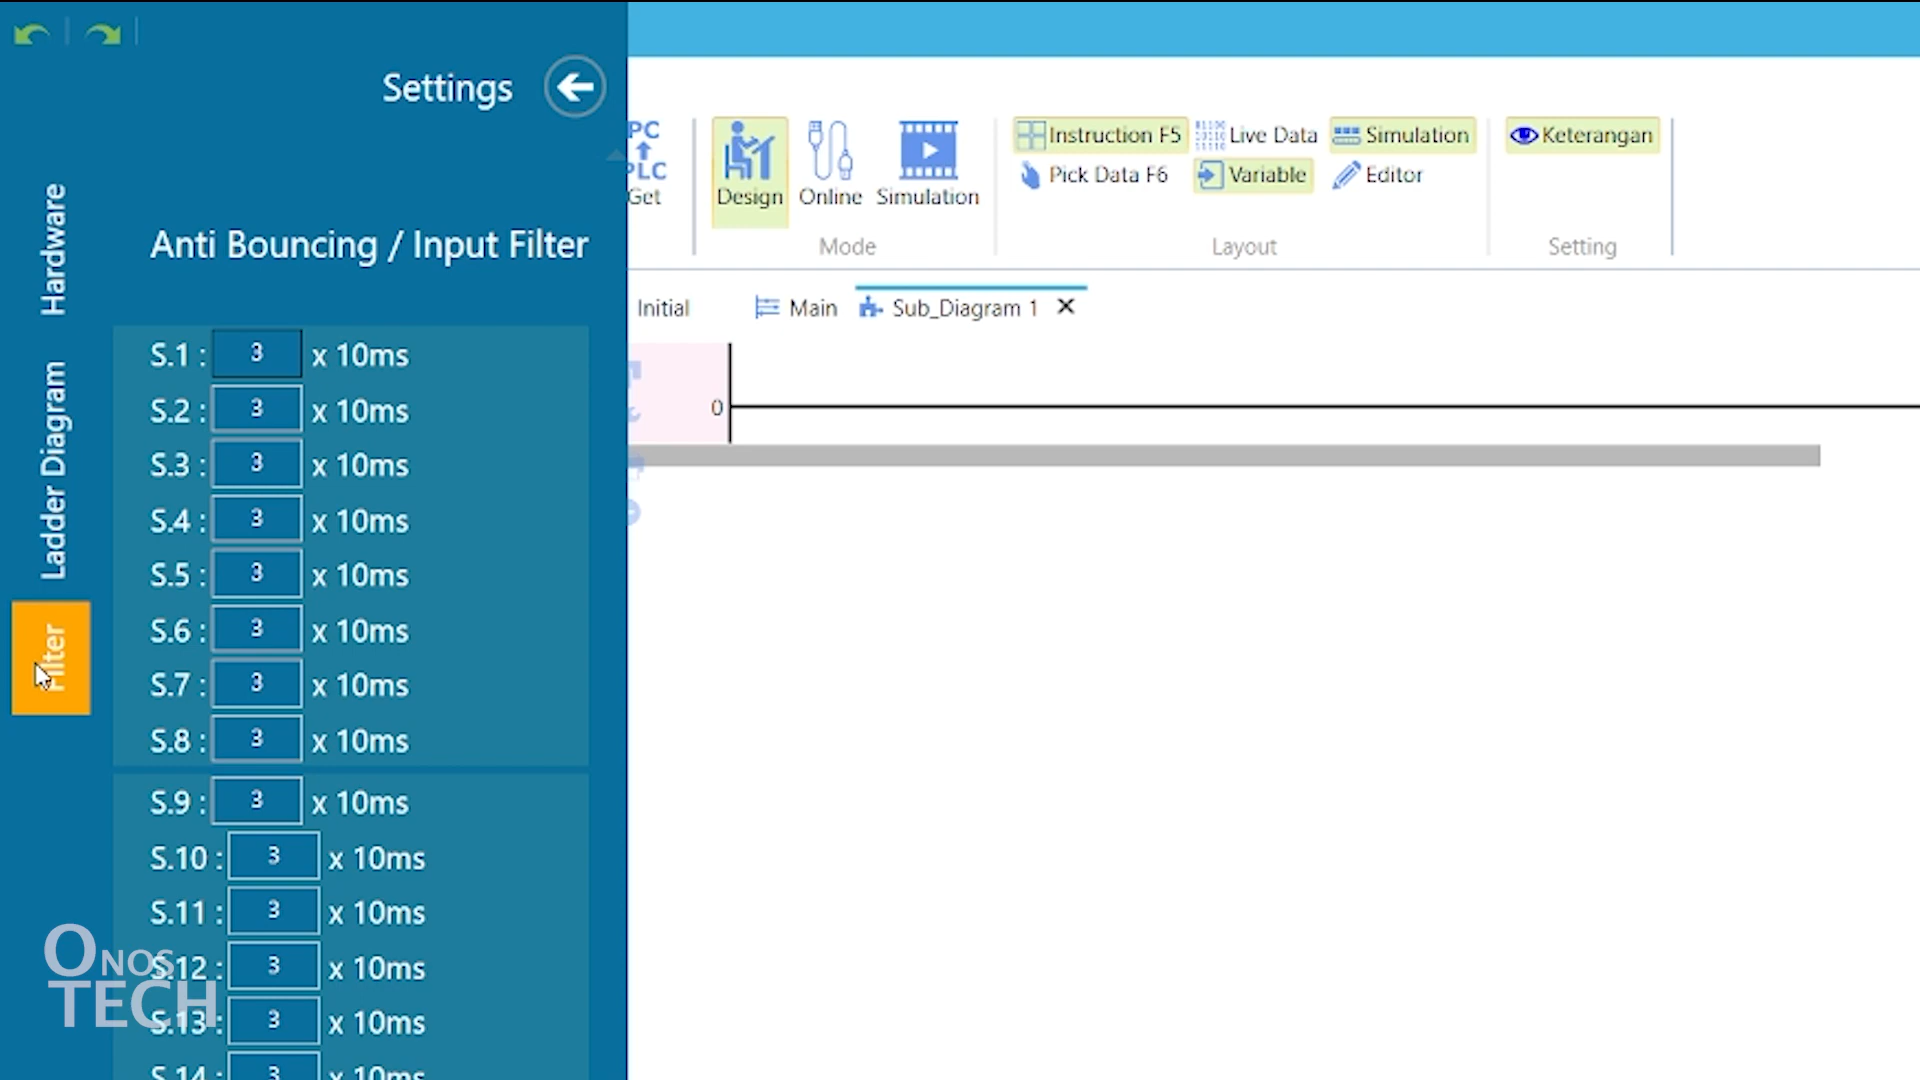 Settings
Hardware
Ladder Diagram
Filter
Anti Bouncing / Input Filter
S.1 : 3 x 10ms
S.2 : 3 x 10ms
S.3 : 3 x 10ms
S.4 : 3 x 10ms
S.5 : 3 x 10ms
S.6 : 3 x 10ms
S.7 : 3 x 10ms
S.8 : 3 x 10ms
S.9 : 3 x 10ms
S.10 : 3 x 10ms
S.11 : 3 x 10ms
S.12 : 3 x 10ms
S.13 : 3 x 10ms
S.14 : 3 x 10ms
ONOS
TECH
PC
PLC
Get
Design Online Simulation
Mode
Instruction F5 Live Data Simulation
Pick Data F6 Variable Editor
Layout
Keterangan
Setting
Initial Main Sub_Diagram 1
0